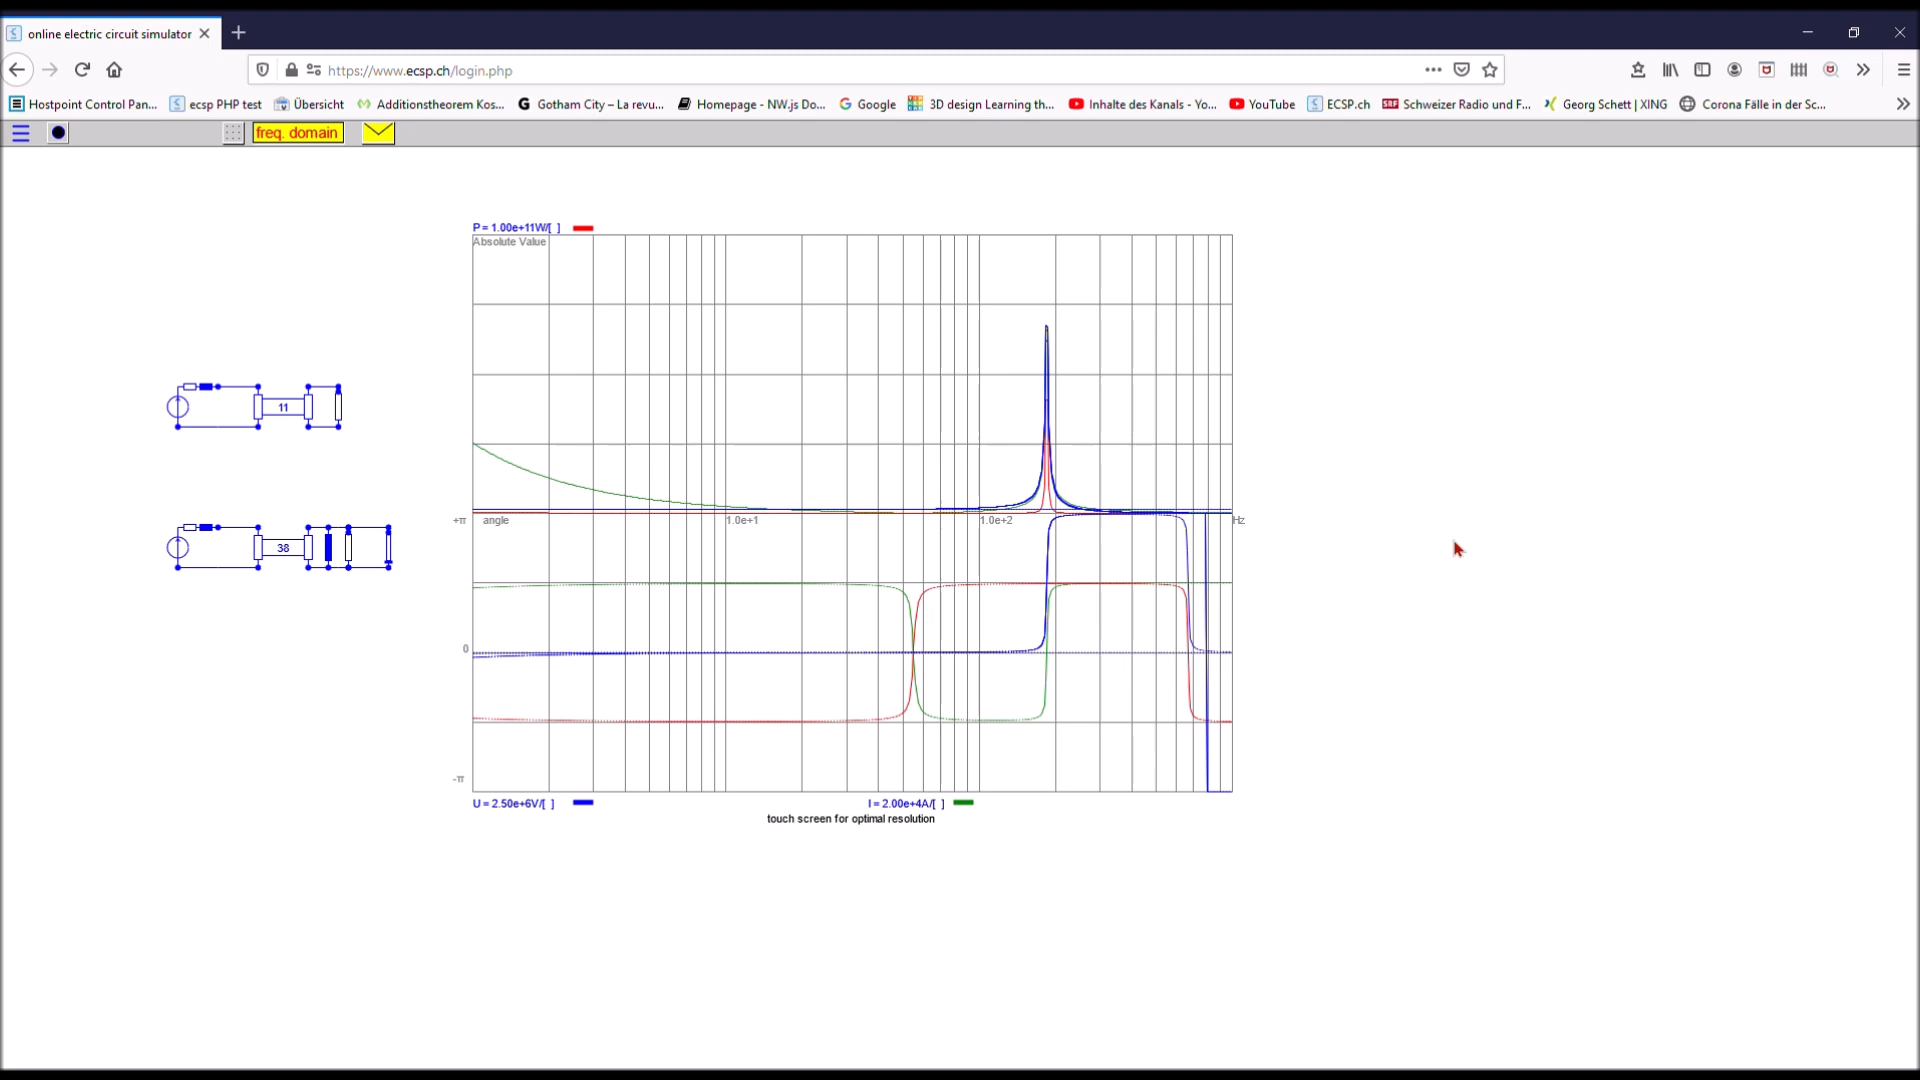 online electric circuit simulator
https://www.ecsp.ch/login.php
Hostpoint Control Pan...
ecsp PHP test
Übersicht
Additionstheorem Kos...
Gotham City – La revu...
Homepage - NW.js Do...
Google
3D design Learning th...
Inhalte des Kanals - Yo...
YouTube
ECSP.ch
SRF Schweizer Radio und F...
Georg Schett | XING
Corona Fälle in der Sc...
freq. domain
P = 1.00e+11W/[ ]
Absolute Value
11
+π
angle
1.0e+1
1.0e+2
Hz
38
0
-π
U = 2.50e+6V/[ ]
I = 2.00e+4A/[ ]
touch screen for optimal resolution